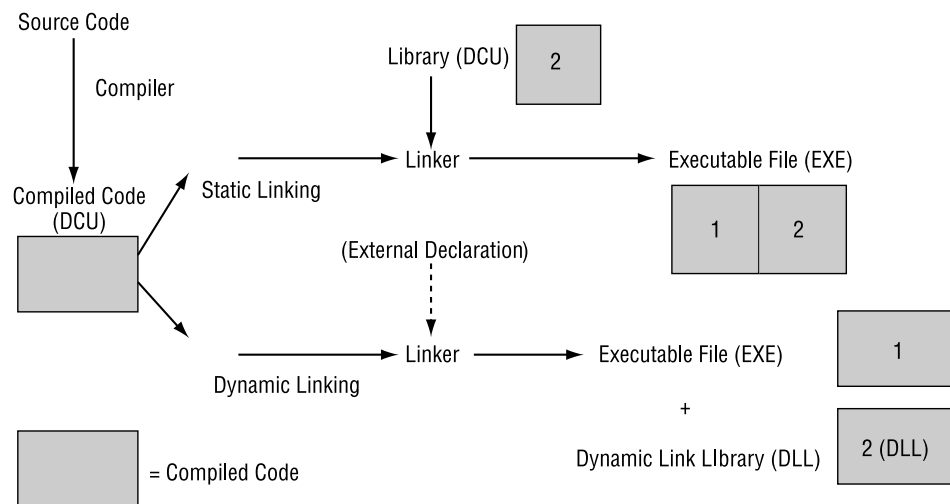 Source Code
Compiler
Library (DCU)
2
Linker
Executable File (EXE)
Static Linking
Compiled Code
(DCU)
1
2
(External Declaration)
Linker
Executable File (EXE)
1
Dynamic Linking
+
Dynamic Link LIbrary (DLL)
2 (DLL)
= Compiled Code